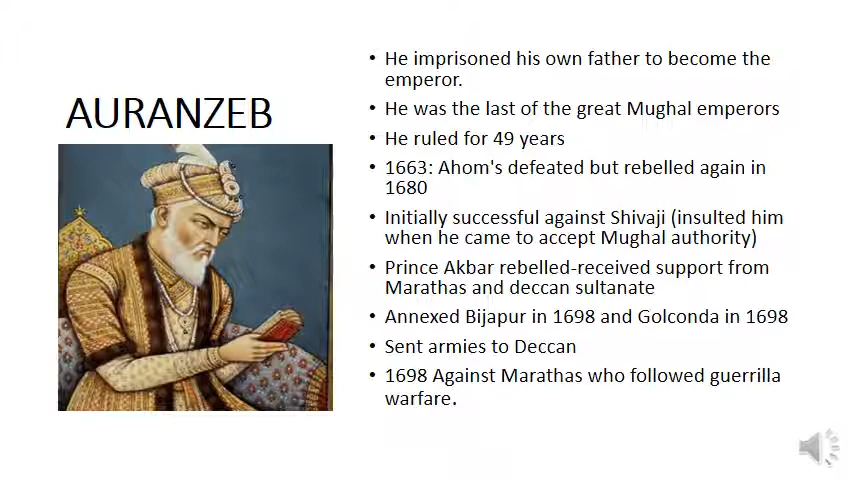 AURANZEB
• He imprisoned his own father to become the
emperor.
• He was the last of the great Mughal emperors
• He ruled for 49 years
• 1663: Ahom's defeated but rebelled again in
1680
• Initially successful against Shivaji (insulted him
when he came to accept Mughal authority)
• Prince Akbar rebelled-received support from
Marathas and deccan sultanate
• Annexed Bijapur in 1698 and Golconda in 1698
• Sent armies to Deccan
• 1698 Against Marathas who followed guerrilla
warfare.